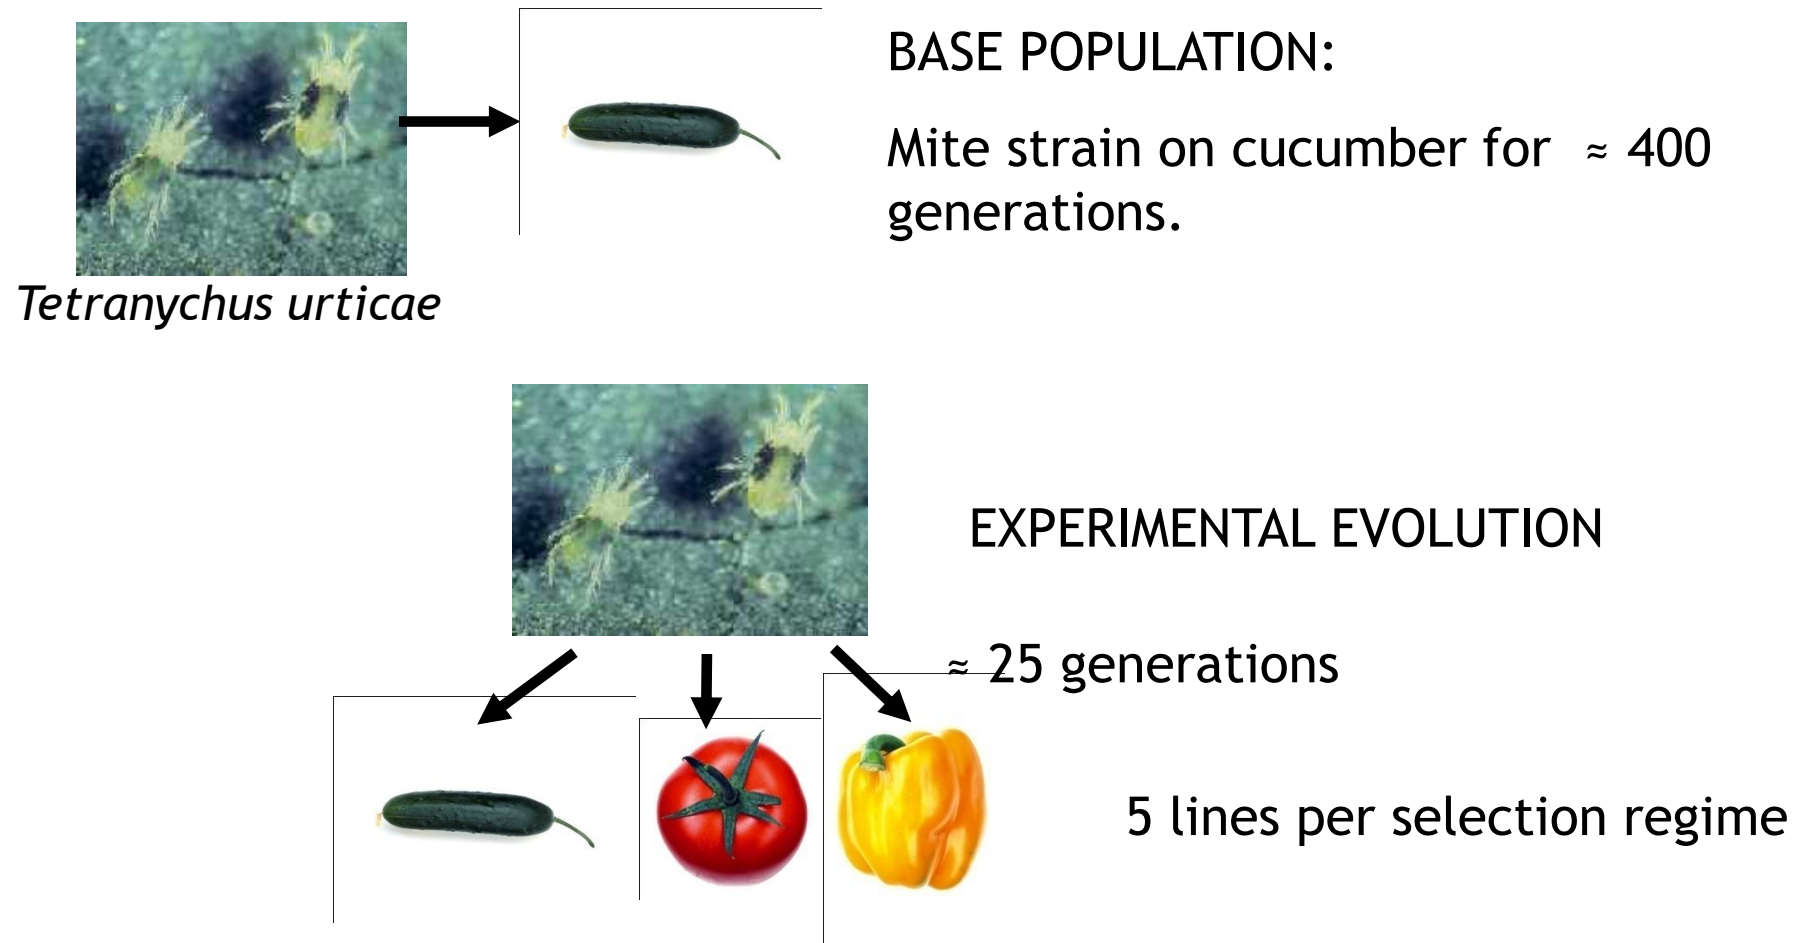 BASE POPULATION:
Mite strain on cucumber for ≈ 400
generations.
Tetranychus urticae
EXPERIMENTAL EVOLUTION
≈ 25 generations
5 lines per selection regime